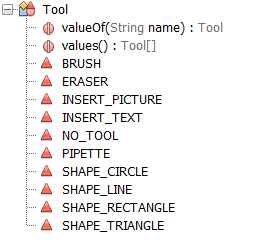 Tool
valueOf(String name) : Tool
values() : Tool[]
BRUSH
ERASER
INSERT_PICTURE
INSERT_TEXT
NO_TOOL
PIPETTE
SHAPE_CIRCLE
SHAPE_LINE
SHAPE_RECTANGLE
SHAPE_TRIANGLE